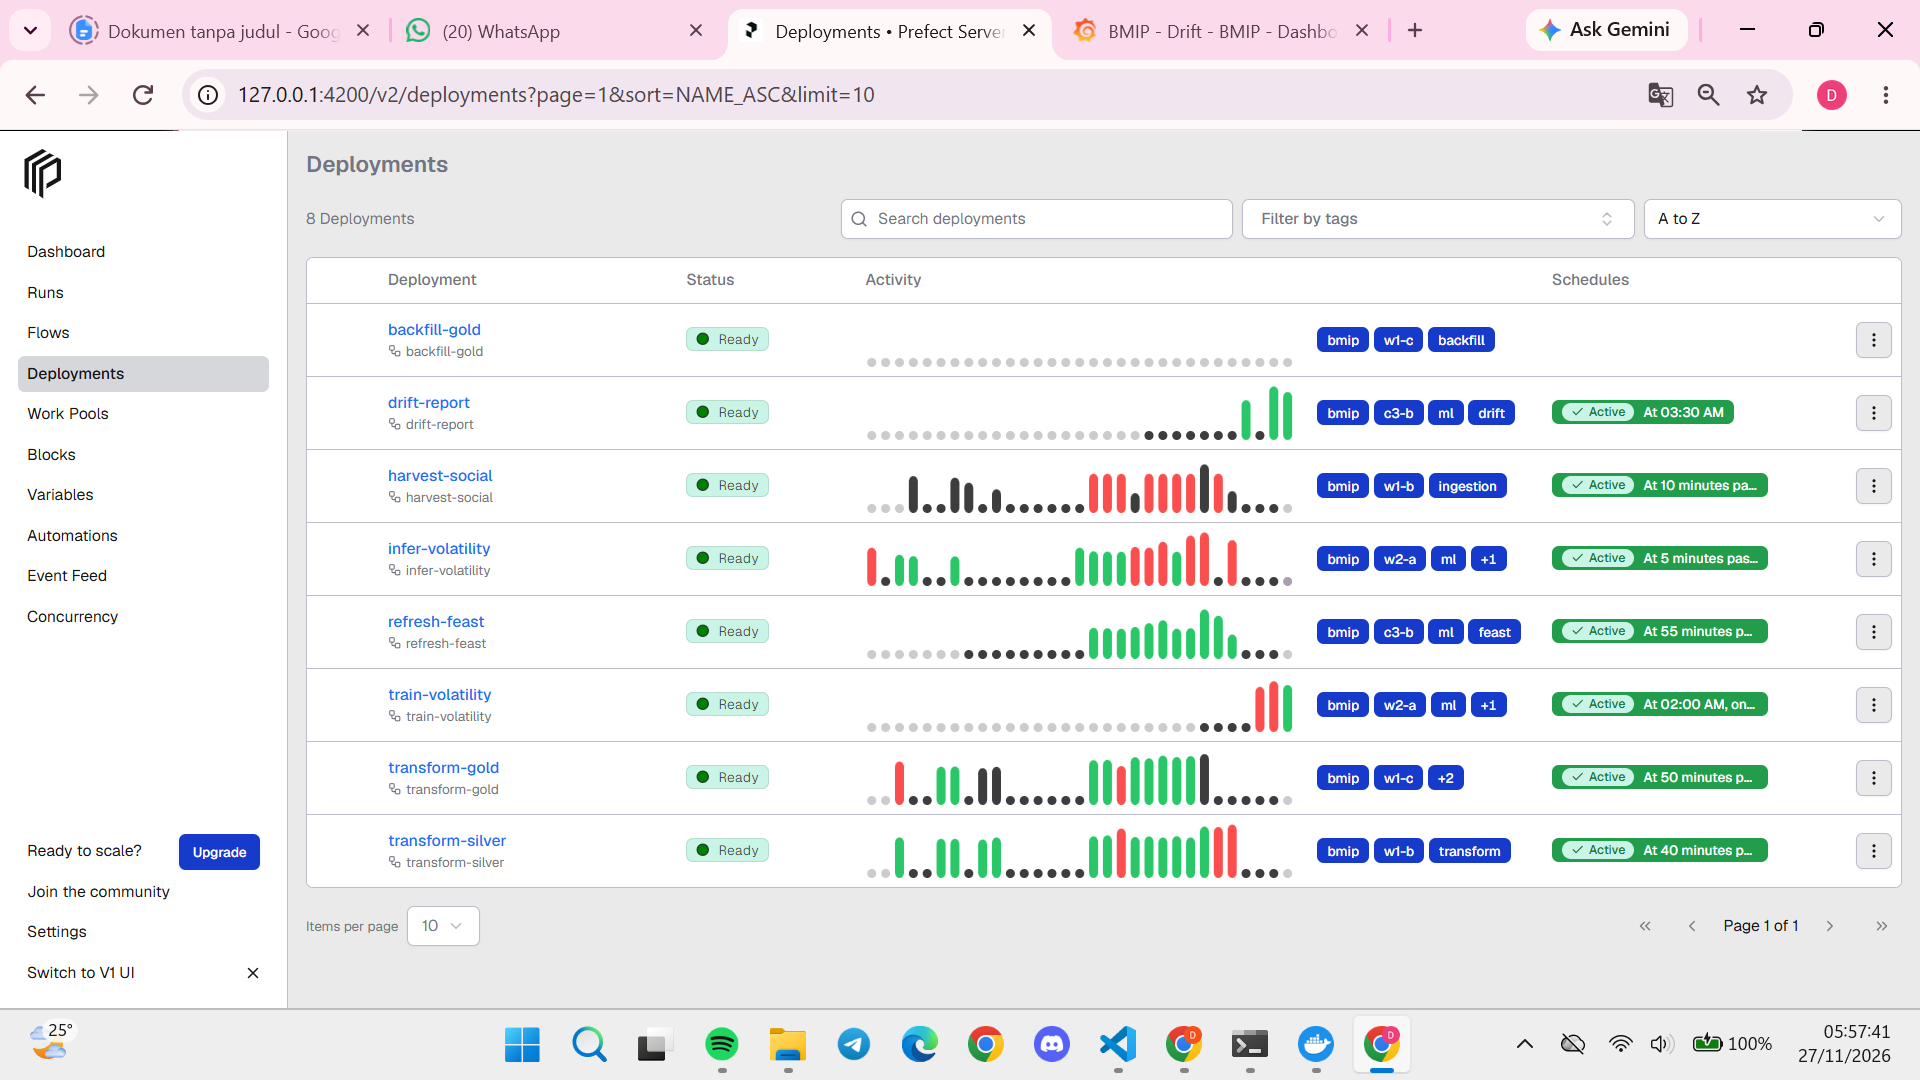 Dokumen tanpa judul - Goog
(20) WhatsApp
Deployments • Prefect Server
BMIP - Drift - BMIP - Dashbo
Ask Gemini
127.0.0.1:4200/v2/deployments?page=1&sort=NAME_ASC&limit=10
D
Dashboard
Runs
Flows
Deployments
Work Pools
Blocks
Variables
Automations
Event Feed
Concurrency
Ready to scale?
Upgrade
Join the community
Settings
Switch to V1 UI
Deployments
8 Deployments
Search deployments
Filter by tags
A to Z
Deployment Status Activity Schedules
backfill-gold
backfill-gold
Ready
bmip w1-c backfill
drift-report
drift-report
Ready
bmip c3-b ml drift
Active At 03:30 AM
harvest-social
harvest-social
Ready
bmip w1-b ingestion
Active At 10 minutes pa...
infer-volatility
infer-volatility
Ready
bmip w2-a ml +1
Active At 5 minutes pas...
refresh-feast
refresh-feast
Ready
bmip c3-b ml feast
Active At 55 minutes p...
train-volatility
train-volatility
Ready
bmip w2-a ml +1
Active At 02:00 AM, on...
transform-gold
transform-gold
Ready
bmip w1-c +2
Active At 50 minutes p...
transform-silver
transform-silver
Ready
bmip w1-b transform
Active At 40 minutes p...
Items per page 10
Page 1 of 1
25°
D
D
100%
05:57:41
27/11/2026